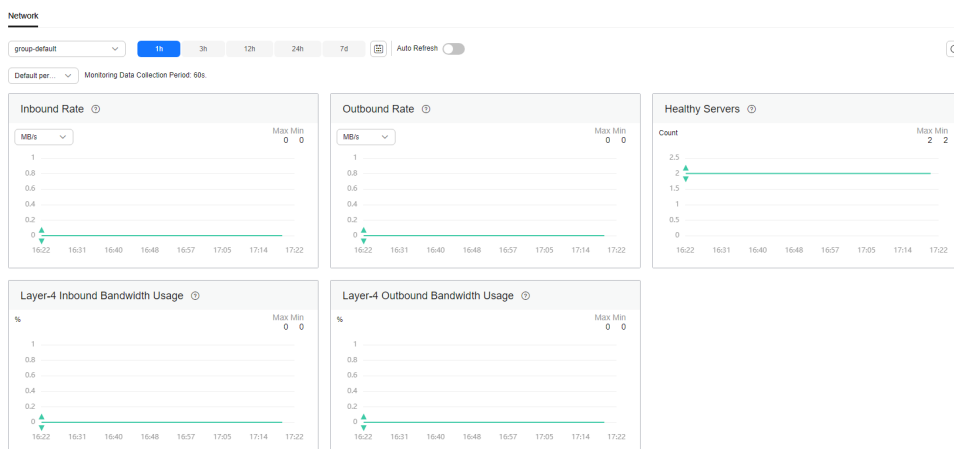 Network
group-default 1h 3h 12h 24h 7d Auto Refresh
Default per... Monitoring Data Collection Period: 60s.
Inbound Rate
MB/s Max Min
0 0
1
0.8
0.6
0.4
0.2
0
16:22 16:31 16:40 16:48 16:57 17:05 17:14 17:22
Outbound Rate
MB/s Max Min
0 0
1
0.8
0.6
0.4
0.2
0
16:22 16:31 16:40 16:48 16:57 17:05 17:14 17:22
Healthy Servers
Count Max Min
2 2
2.5
2
1.5
1
0.5
0
16:22 16:31 16:40 16:48 16:57 17:05 17:14 17:22
Layer-4 Inbound Bandwidth Usage
% Max Min
0 0
1
0.8
0.6
0.4
0.2
0
16:22 16:31 16:40 16:48 16:57 17:05 17:14 17:22
Layer-4 Outbound Bandwidth Usage
% Max Min
0 0
1
0.8
0.6
0.4
0.2
0
16:22 16:31 16:40 16:48 16:57 17:05 17:14 17:22